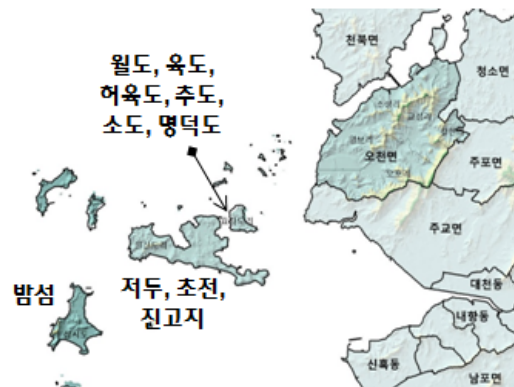 천북면
청소면
월도, 육도,
허육도, 추도,
소도, 명덕도
오천면
주포면
주교면
밤섬
저두, 초전,
진고지
대천동
내항동
신흑동
남포면